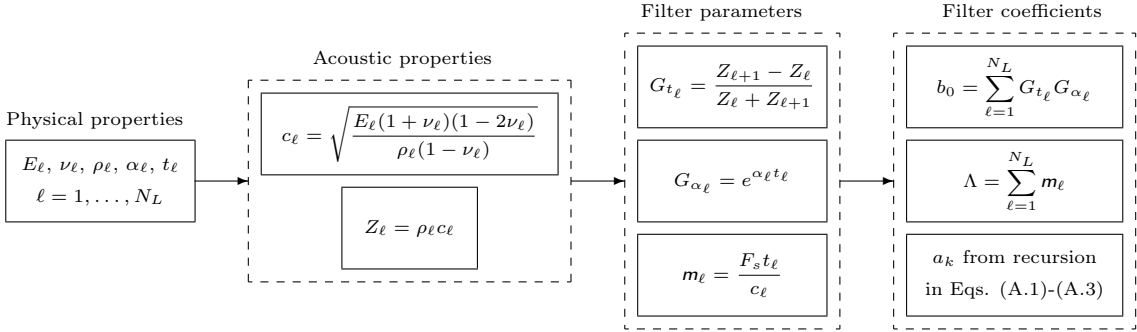 Physical properties
E_ℓ, ν_ℓ, ρ_ℓ, α_ℓ, t_ℓ
ℓ = 1, . . . , N_L
Acoustic properties
c_ℓ = √(E_ℓ(1 + ν_ℓ)(1 − 2ν_ℓ) / ρ_ℓ(1 − ν_ℓ))
Z_ℓ = ρ_ℓ c_ℓ
Filter parameters
G_{t_ℓ} = (Z_{ℓ+1} − Z_ℓ) / (Z_ℓ + Z_{ℓ+1})
G_{α_ℓ} = e^{α_ℓ t_ℓ}
m_ℓ = F_s t_ℓ / c_ℓ
Filter coefficients
b_0 = ∑_{ℓ=1}^{N_L} G_{t_ℓ} G_{α_ℓ}
Λ = ∑_{ℓ=1}^{N_L} m_ℓ
a_k from recursion
in Eqs. (A.1)-(A.3)